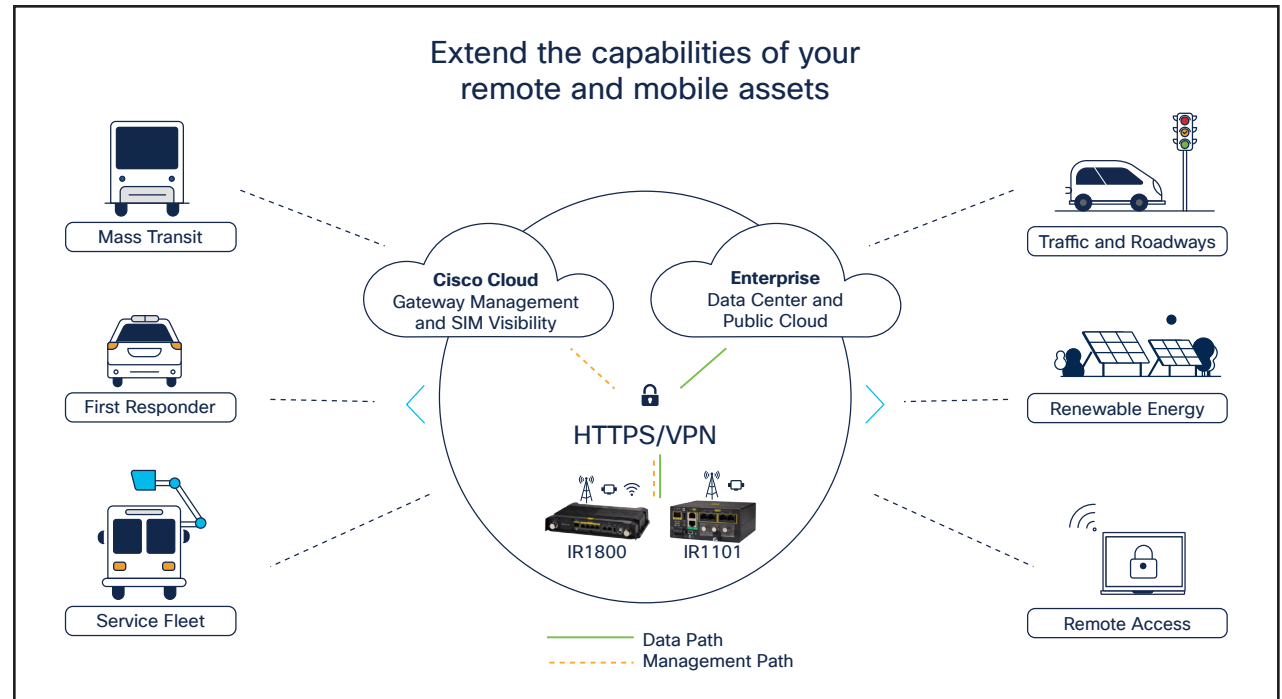 Extend the capabilities of your
remote and mobile assets
Mass Transit
First Responder
Service Fleet
Cisco Cloud
Gateway Management
and SIM Visibility
Enterprise
Data Center and
Public Cloud
HTTPS/VPN
IR1800
IR1101
Data Path
Management Path
Traffic and Roadways
Renewable Energy
Remote Access